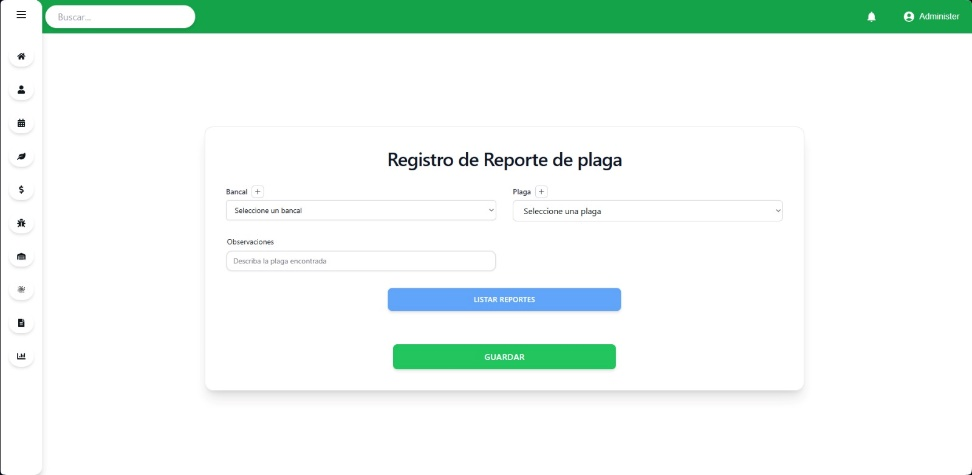 Buscar...
Administer
Registro de Reporte de plaga
Bancal +
Plaga +
Seleccione un bancal
Seleccione una plaga
Observaciones
Describa la plaga encontrada
LISTAR REPORTES
GUARDAR